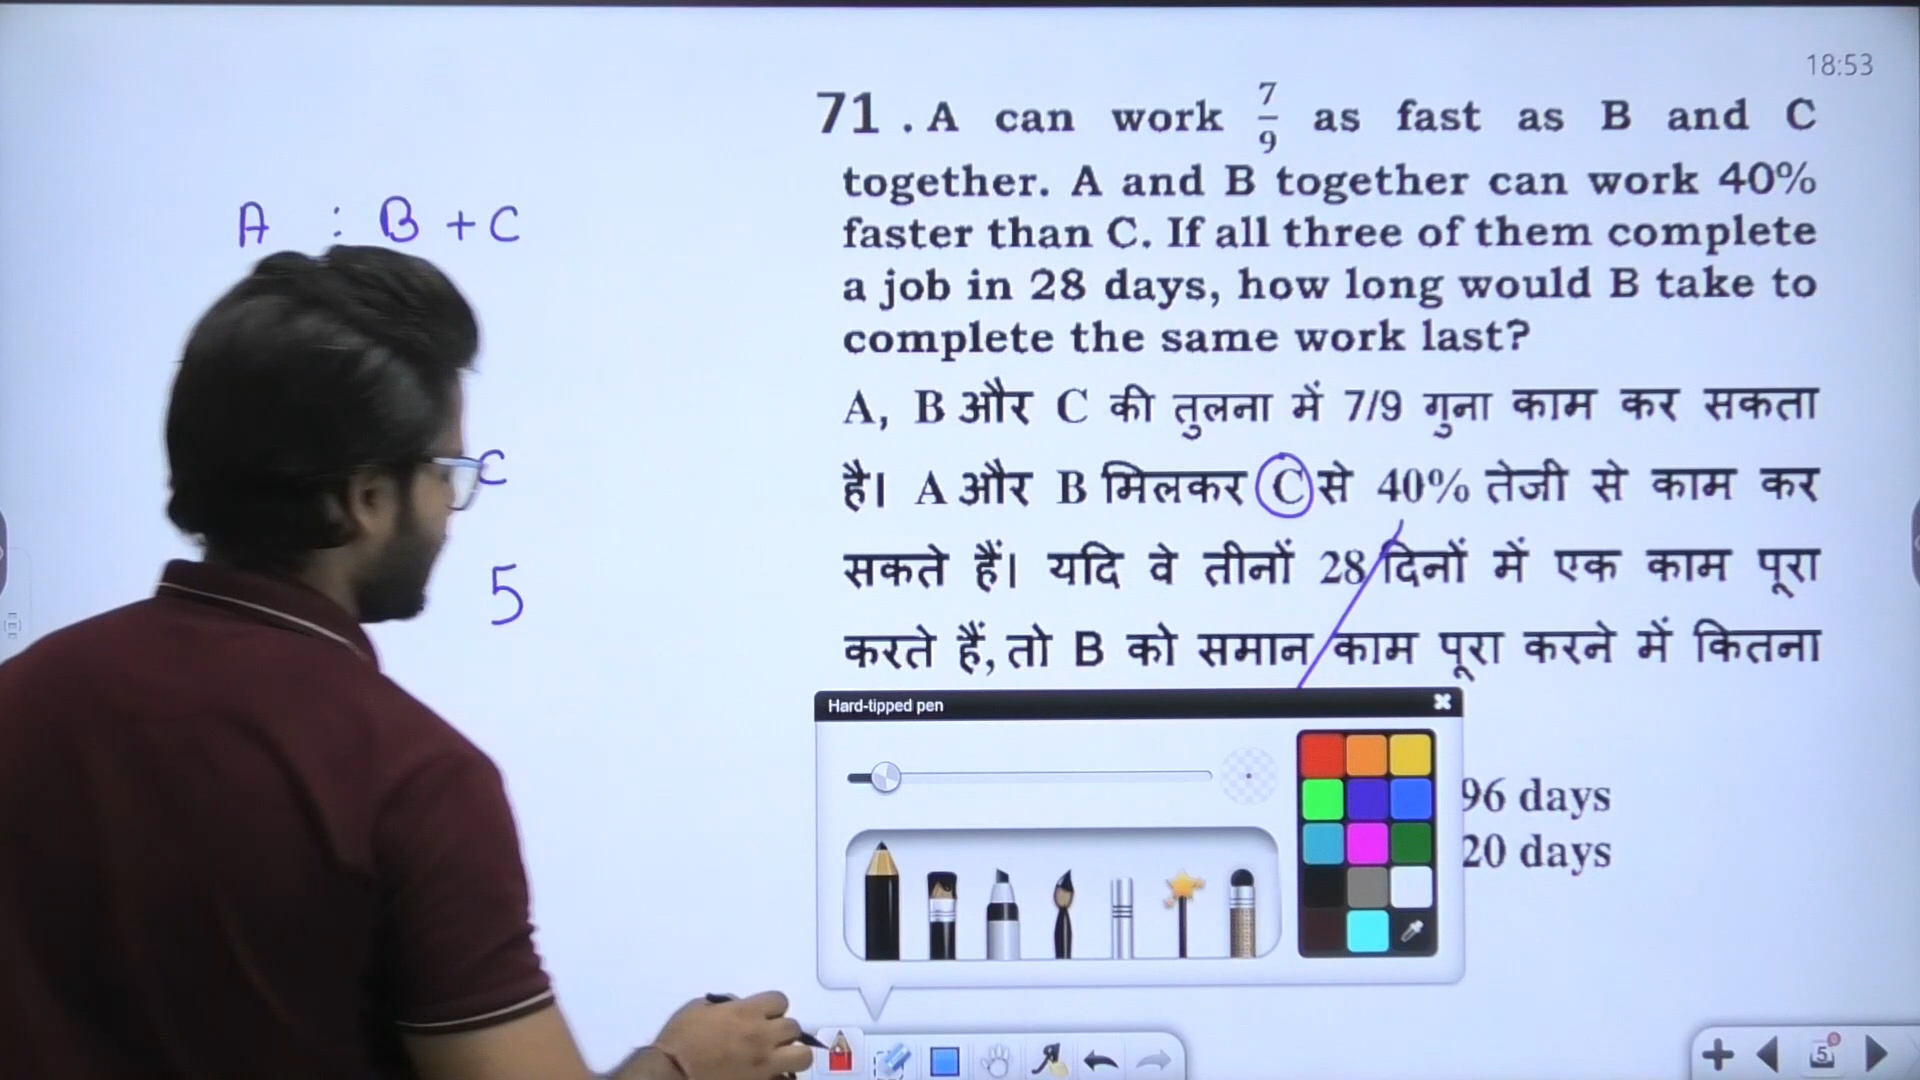 18:53
71 . A can work 7/9 as fast as B and C
together. A and B together can work 40%
faster than C. If all three of them complete
a job in 28 days, how long would B take to
complete the same work last?
A, B और C की तुलना में 7/9 गुना काम कर सकता
है। A और B मिलकर C से 40% तेजी से काम कर
सकते हैं। यदि वे तीनों 28 दिनों में एक काम पूरा
करते हैं, तो B को समान काम पूरा करने में कितना
96 days
20 days
A : B + C
C
5
Hard-tipped pen
5